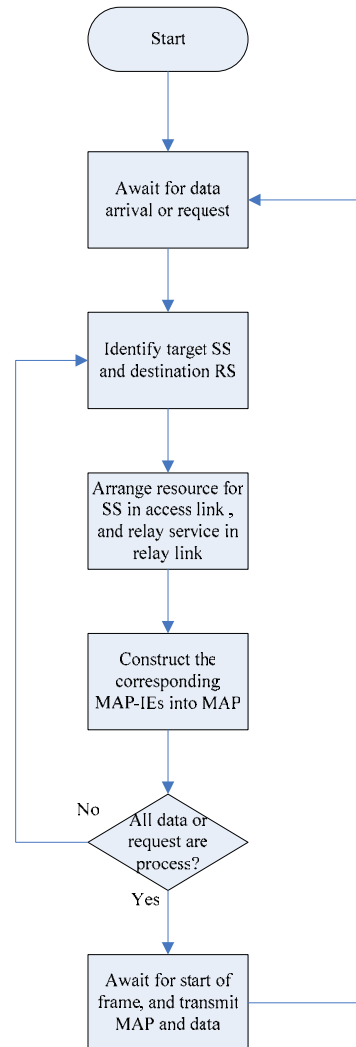 Start
Await for data
arrival or request
Identify target SS
and destination RS
Arrange resource for
SS in access link ,
and relay service in
relay link
Construct the
corresponding
MAP-IEs into MAP
No
All data or
request are
process?
Yes
Await for start of
frame, and transmit
MAP and data